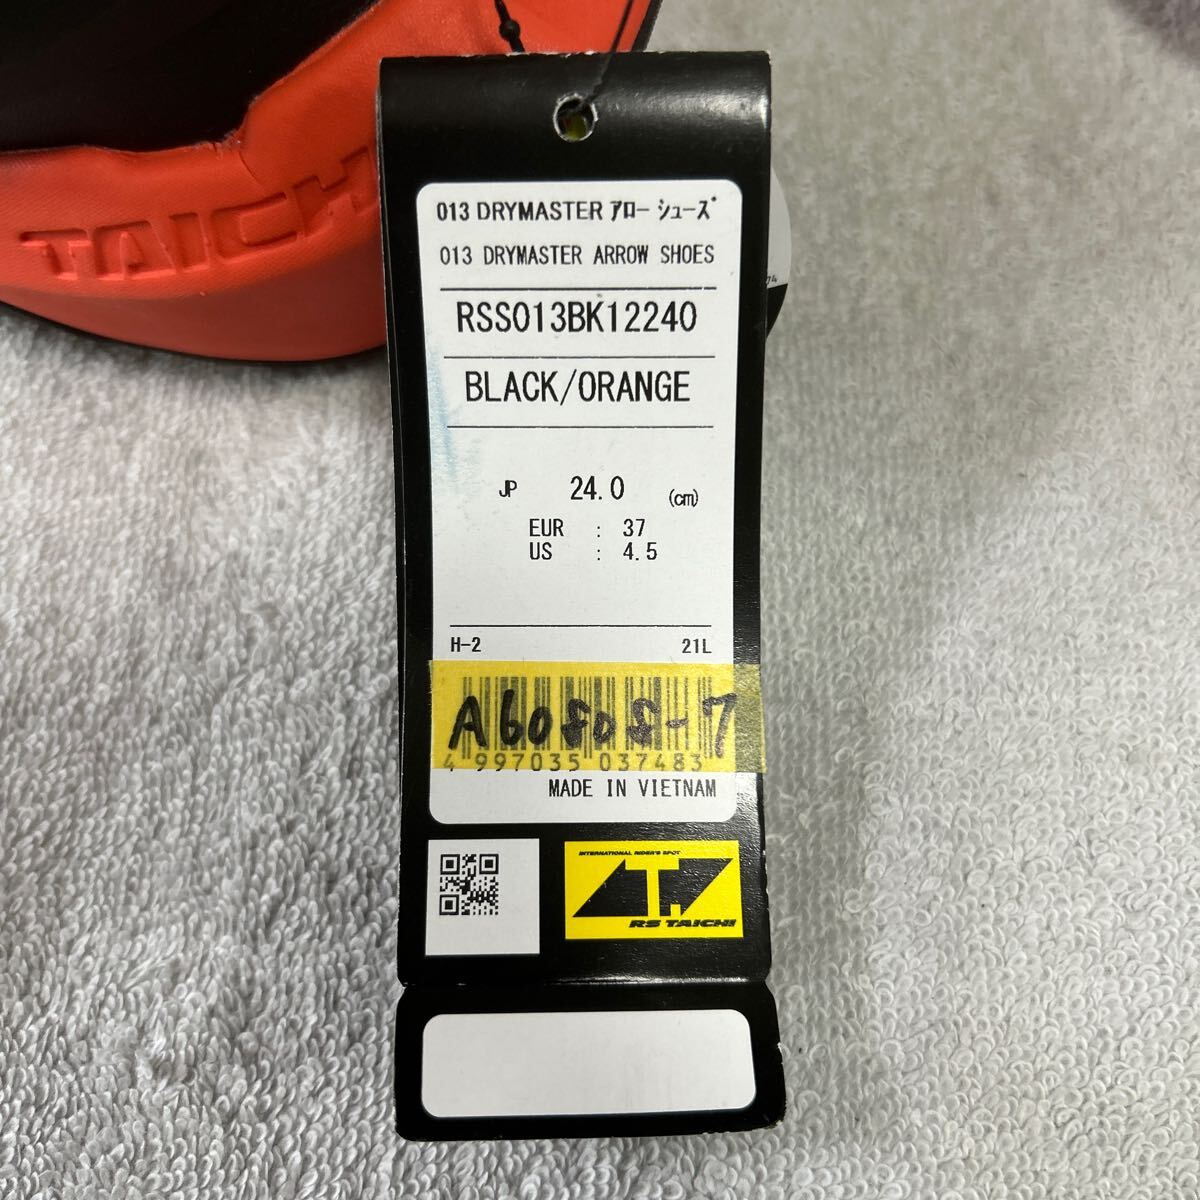 TAICHI
013 DRYMASTER アロー シューズ
013 DRYMASTER ARROW SHOES
RSS013BK12240
BLACK/ORANGE
JP 24.0 (cm)
EUR : 37
US : 4.5
H-2 21L
A60808-7
4 997035 037483
MADE IN VIETNAM
INTERNATIONAL RIDER'S SPOT
RS TAICHI